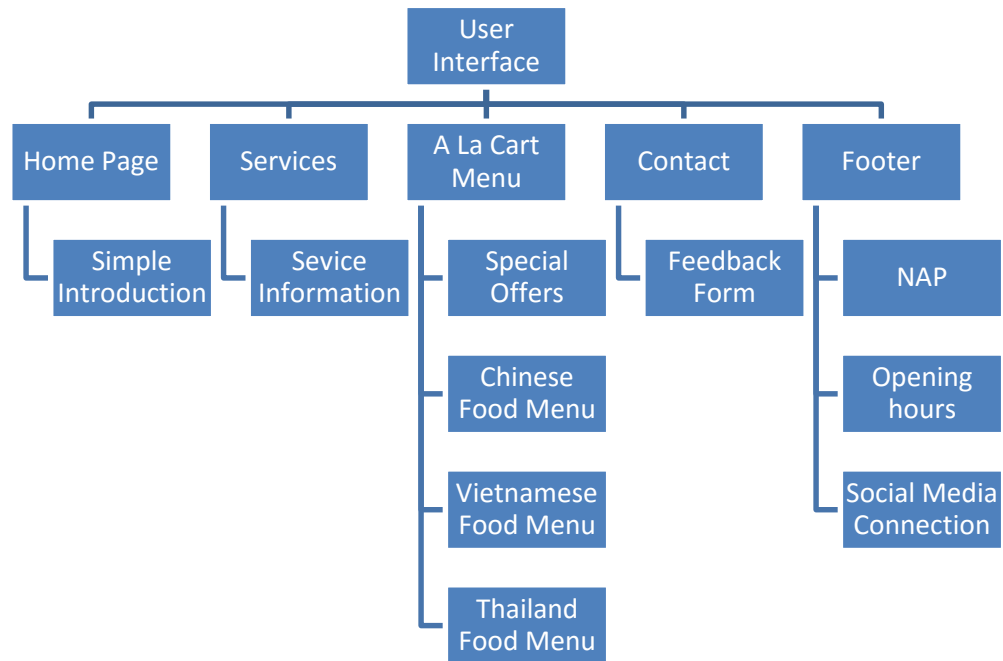 User
Interface
Home Page
Services
A La Cart
Menu
Contact
Footer
Simple
Introduction
Sevice
Information
Special
Offers
Feedback
Form
NAP
Chinese
Food Menu
Opening
hours
Vietnamese
Food Menu
Social Media
Connection
Thailand
Food Menu